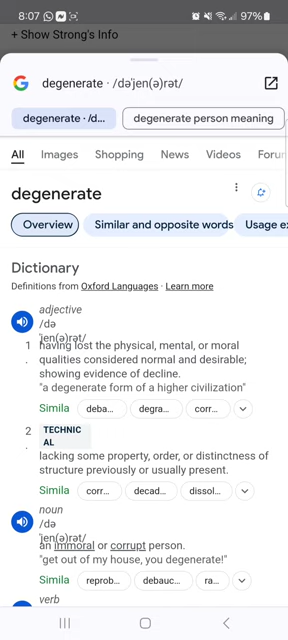 8:07
97%
+ Show Strong's Info
degenerate · /dəˈjen(ə)rət/
degenerate · /d...
degenerate person meaning
All Images Shopping News Videos Forum
degenerate
Overview
Similar and opposite words
Usage ex
Dictionary
Definitions from Oxford Languages · Learn more
adjective
/də
ˈjen(ə)rət/
1. having lost the physical, mental, or moral
qualities considered normal and desirable;
showing evidence of decline.
"a degenerate form of a higher civilization"
Simila deba... degra... corr...
2. TECHNIC
AL
lacking some property, order, or distinctness of
structure previously or usually present.
Simila corr... decad... dissol...
noun
/də
ˈjen(ə)rət/
an immoral or corrupt person.
"get out of my house, you degenerate!"
Simila reprob... debauc... ra...
verb